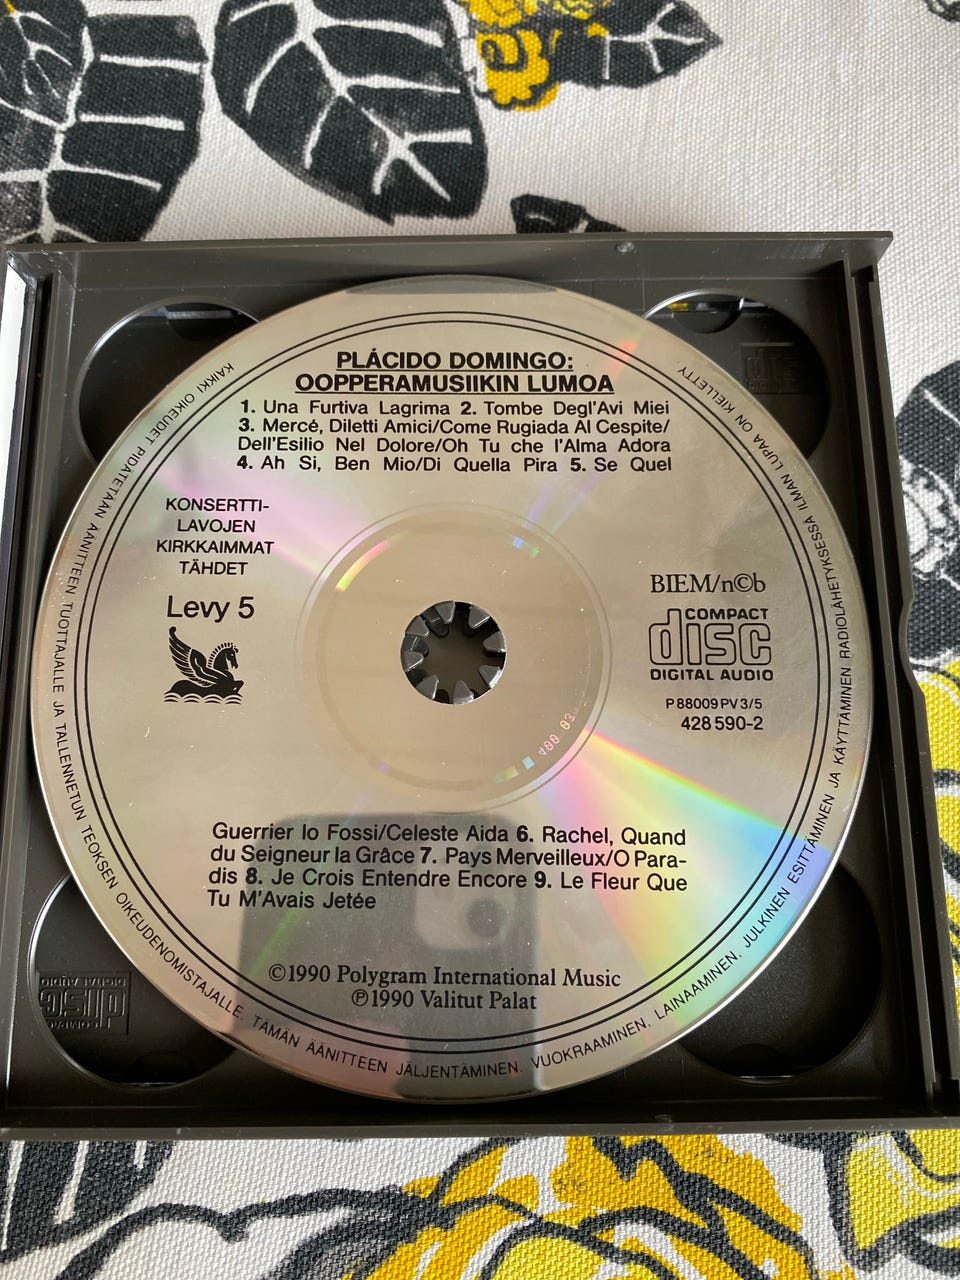 PLÁCIDO DOMINGO:
OOPPERAMUSIIKIN LUMOA
1. Una Furtiva Lagrima 2. Tombe Degl'Avi Miei
3. Mercé, Diletti Amici/Come Rugiada Al Cespite/
Dell'Esilio Nel Dolore/Oh Tu che l'Alma Adora
4. Ah Si, Ben Mio/Di Quella Pira 5. Se Quel
KONSERTTI-
LAVOJEN
KIRKKAIMMAT
TÄHDET
Levy 5
BIEM/n©b
COMPACT
disc
DIGITAL AUDIO
P 88009 PV 3/5
428 590-2
Guerrier Io Fossi/Celeste Aida 6. Rachel, Quand
du Seigneur la Grâce 7. Pays Merveilleux/O Para-
dis 8. Je Crois Entendre Encore 9. Le Fleur Que
Tu M'Avais Jetée
©1990 Polygram International Music
℗1990 Valitut Palat
KAIKKI OIKEUDET PIDÄTETÄÄN ÄÄNITTEEN TUOTTAJALLE JA TALLENNETUN TEOKSEN OIKEUDENOMISTAJALLE. TÄMÄN ÄÄNITTEEN JÄLJENTÄMINEN, VUOKRAAMINEN, LAINAAMINEN, JULKINEN ESITTÄMINEN JA KÄYTTÄMINEN RADIOLÄHETYKSESSÄ ILMAN LUPAA ON KIELLETTY
COMPACT
disc
DIGITAL AUDIO